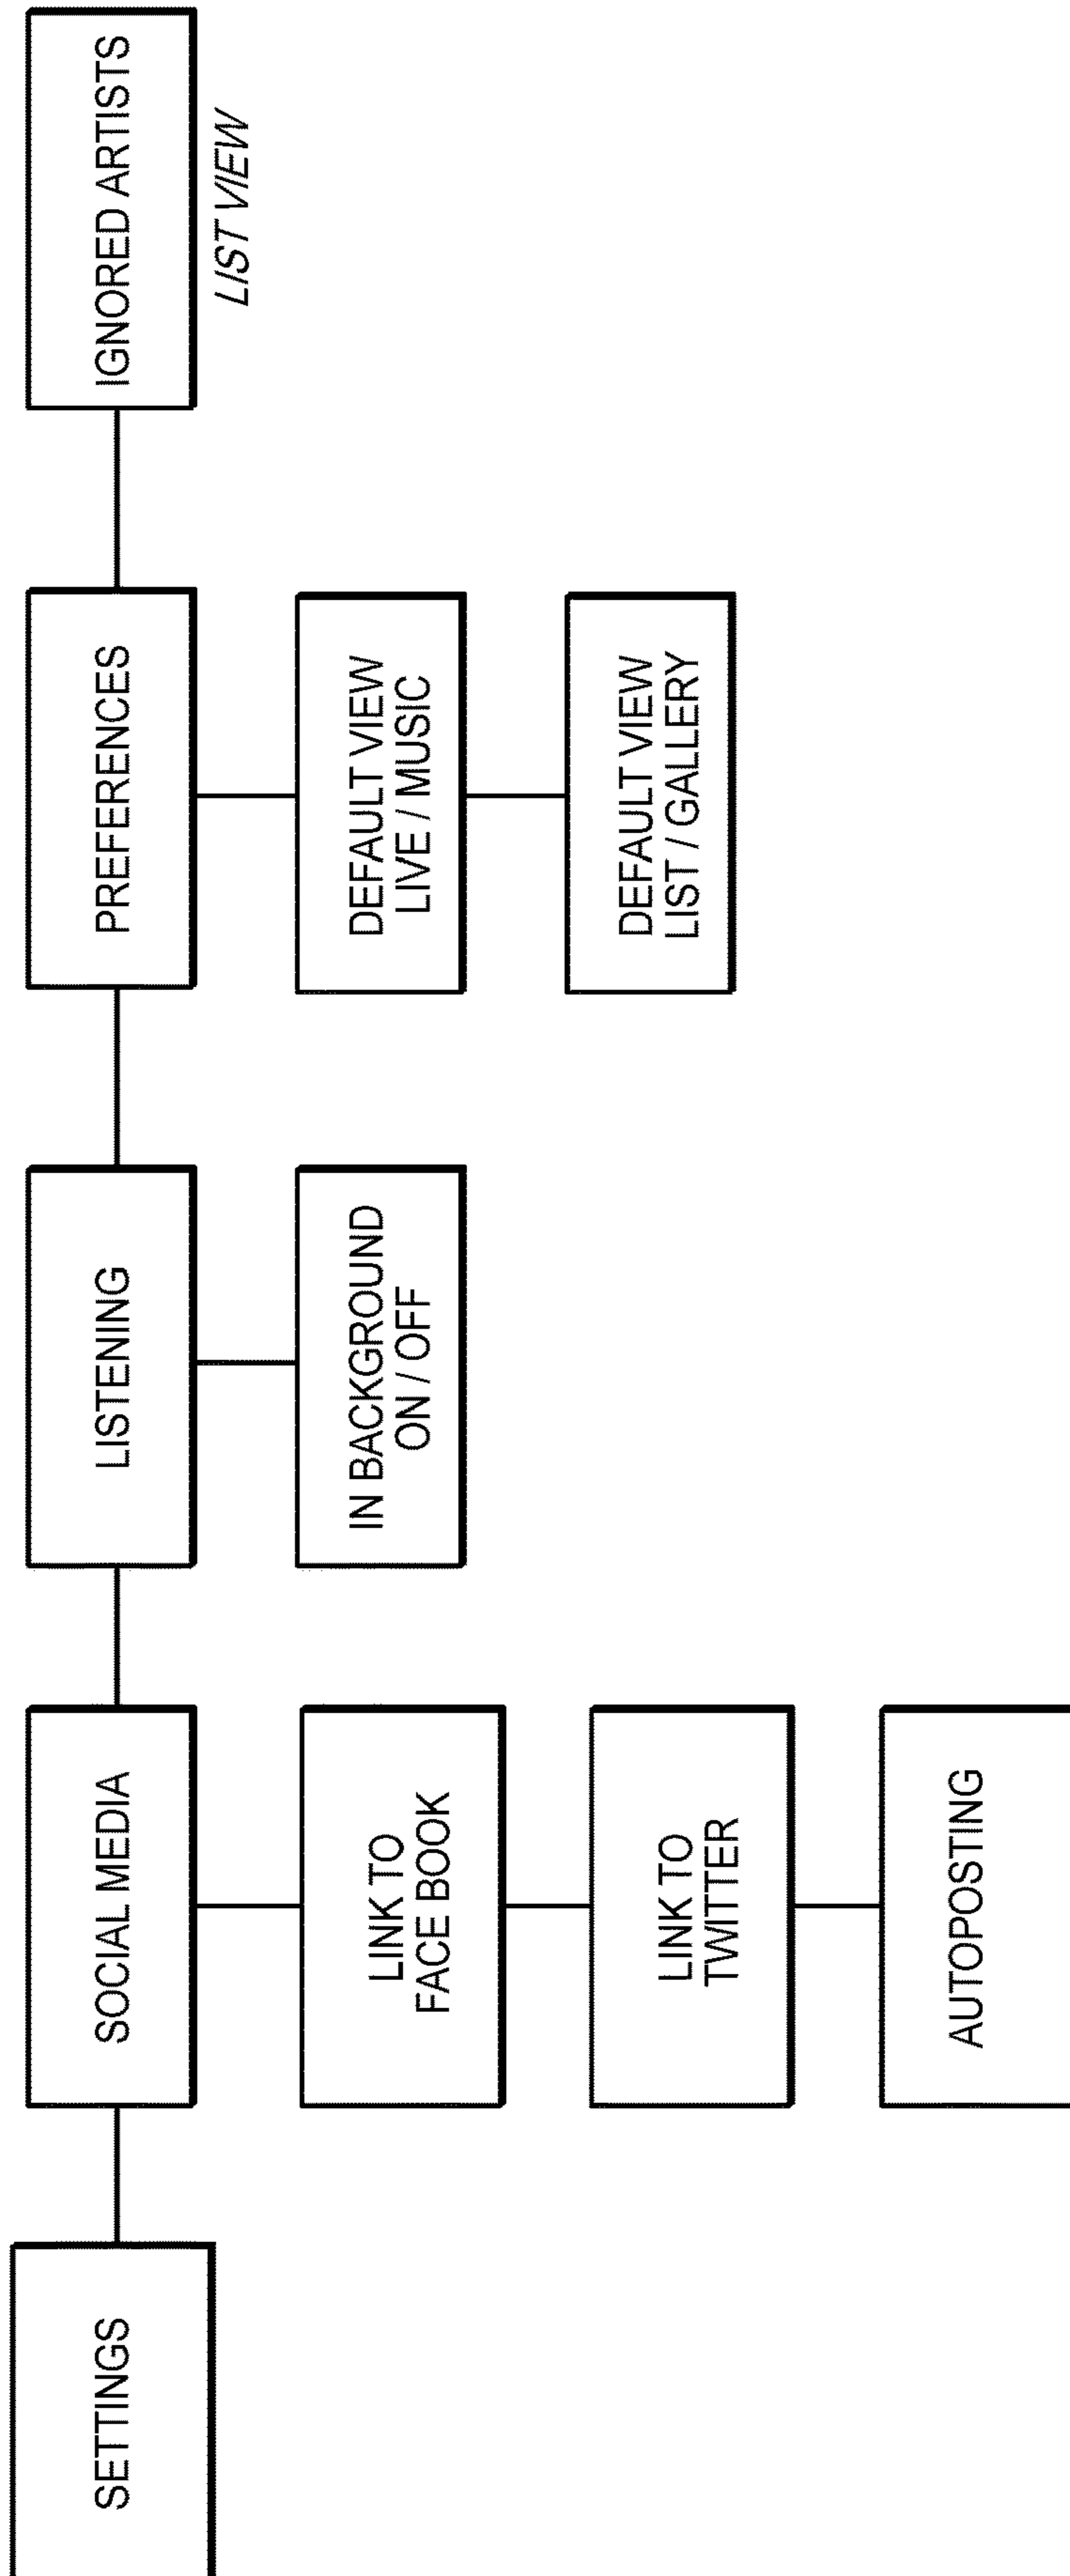 SETTINGS
SOCIAL MEDIA
LINK TO
FACE BOOK
LINK TO
TWITTER
AUTOPOSTING
LISTENING
IN BACKGROUND
ON / OFF
PREFERENCES
DEFAULT VIEW
LIVE / MUSIC
DEFAULT VIEW
LIST / GALLERY
IGNORED ARTISTS
LIST VIEW